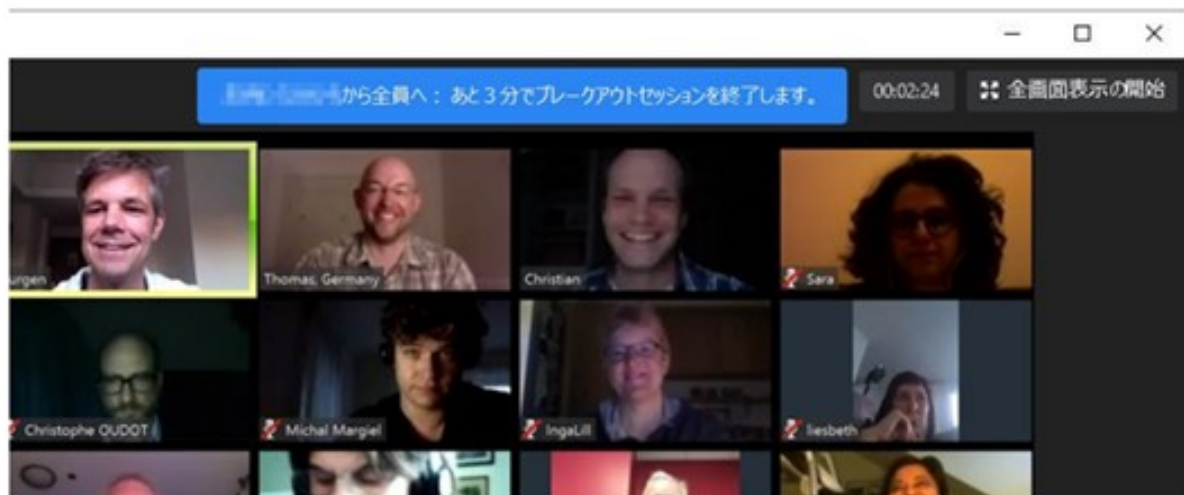 から全員へ： あと３分でブレークアウトセッションを終了します。
00:02:24
全画面表示の開始
urgen
Thomas, Germany
Christian
Sara
Christophe OUDOT
Michal Margiel
IngaLill
liesbeth